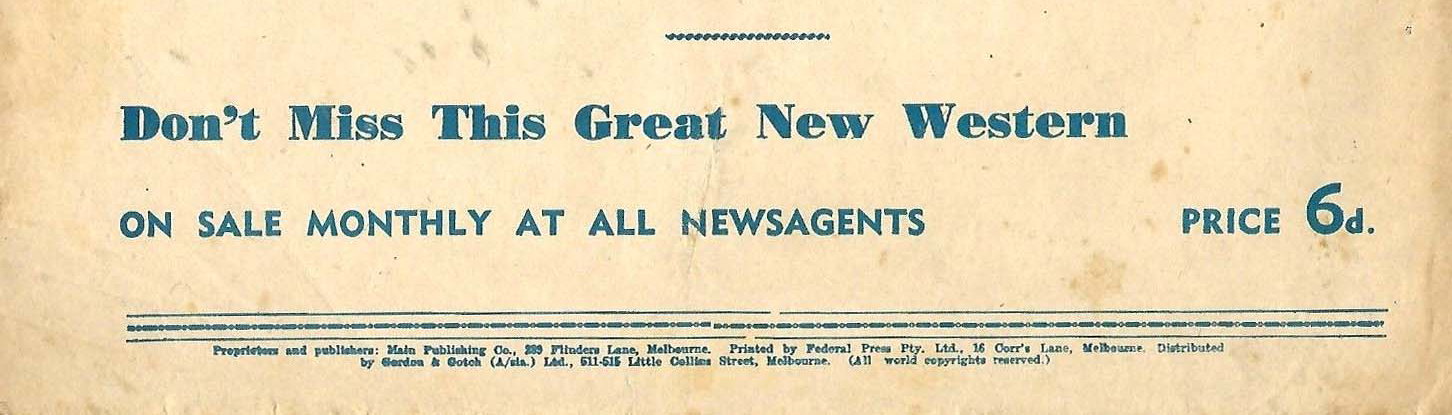 Don't Miss This Great New Western
ON SALE MONTHLY AT ALL NEWSAGENTS PRICE 6d.
Proprietors and publishers: Main Publishing Co., 289 Flinders Lane, Melbourne. Printed by Federal Press Pty. Ltd., 16 Corr's Lane, Melbourne. Distributed
by Gordon & Gotch (A/sia.) Ltd., 511-515 Little Collins Street, Melbourne. (All world copyrights reserved.)